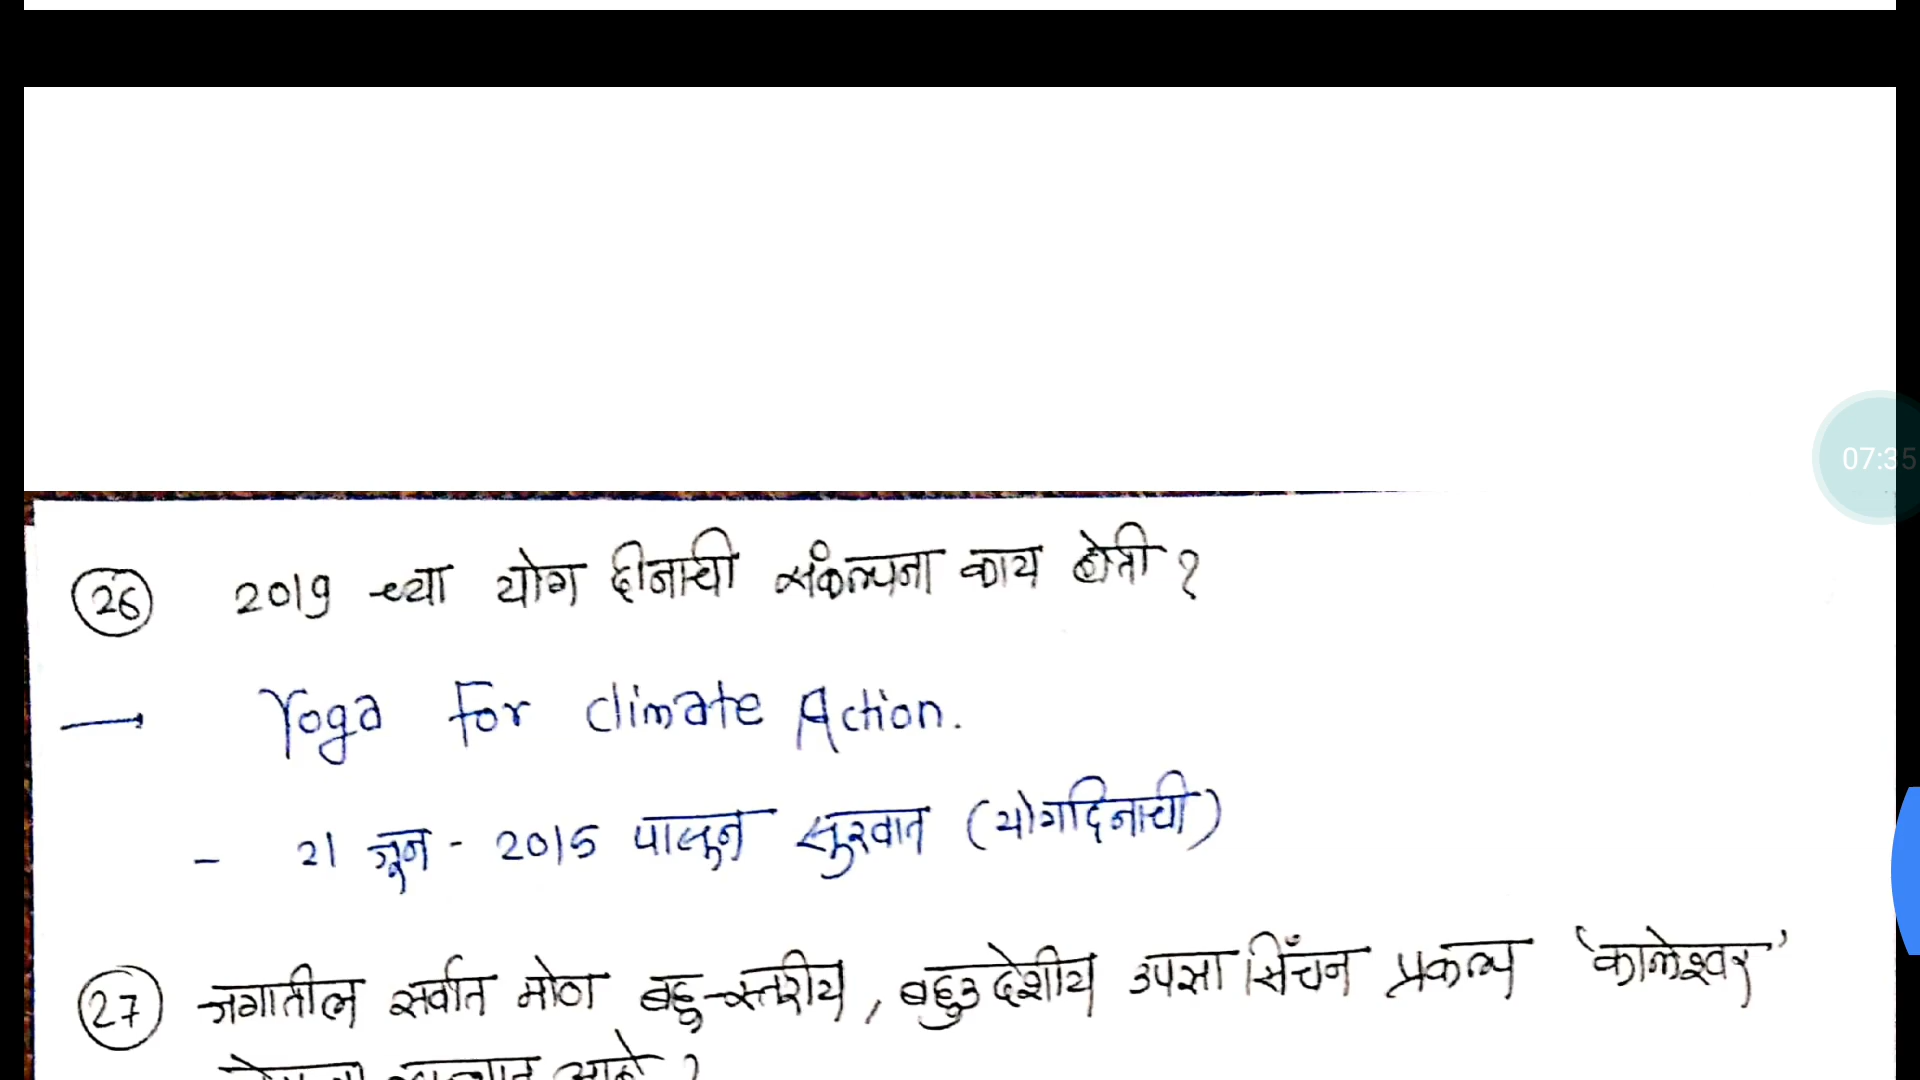 07:35
26 2019 च्या योग दीनाची संकल्पना काय होती ?
→ Yoga For climate Action.
- 21 जून - 2015 पासून सुरवात (योगदिनाची)
27 जगातील सर्वात मोठा बहु-स्तरीय, बहुउदेशीय उपसा सिंचन प्रकल्प 'काळेश्वर'
आहे ?